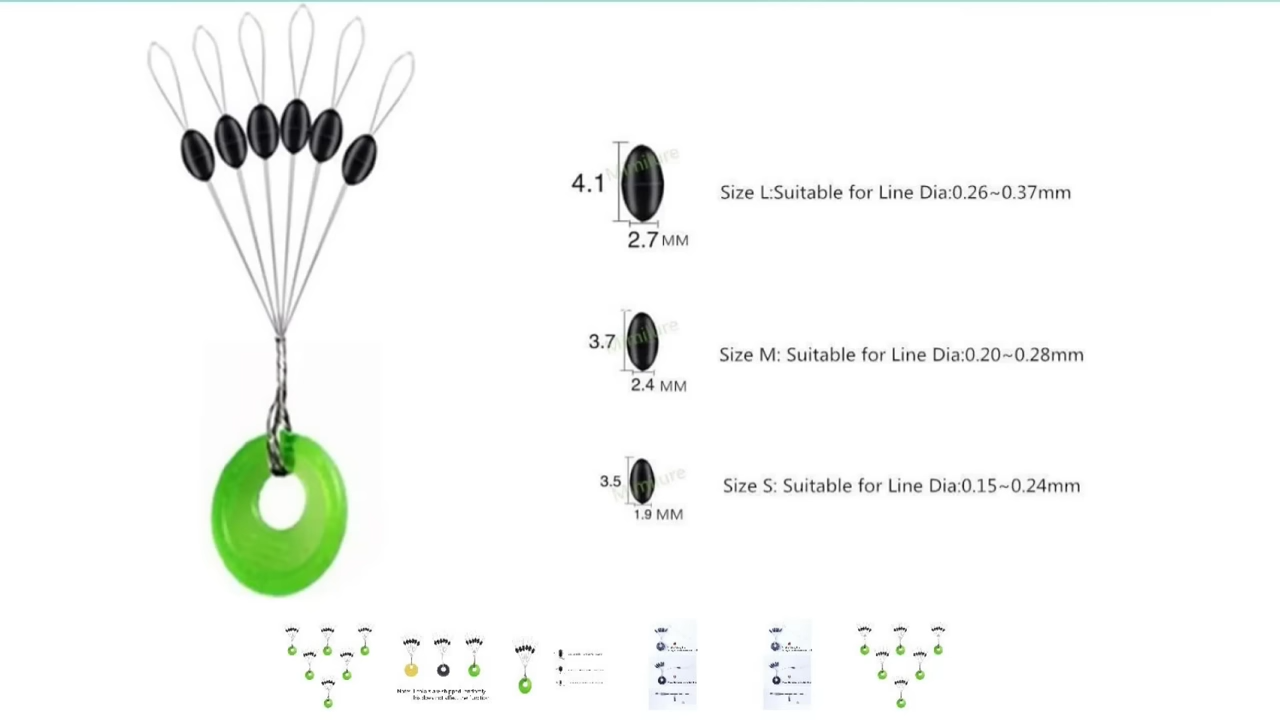 4.1
2.7 MM
Size L:Suitable for Line Dia:0.26~0.37mm
3.7
2.4 MM
Size M: Suitable for Line Dia:0.20~0.28mm
3.5
1.9 MM
Size S: Suitable for Line Dia:0.15~0.24mm